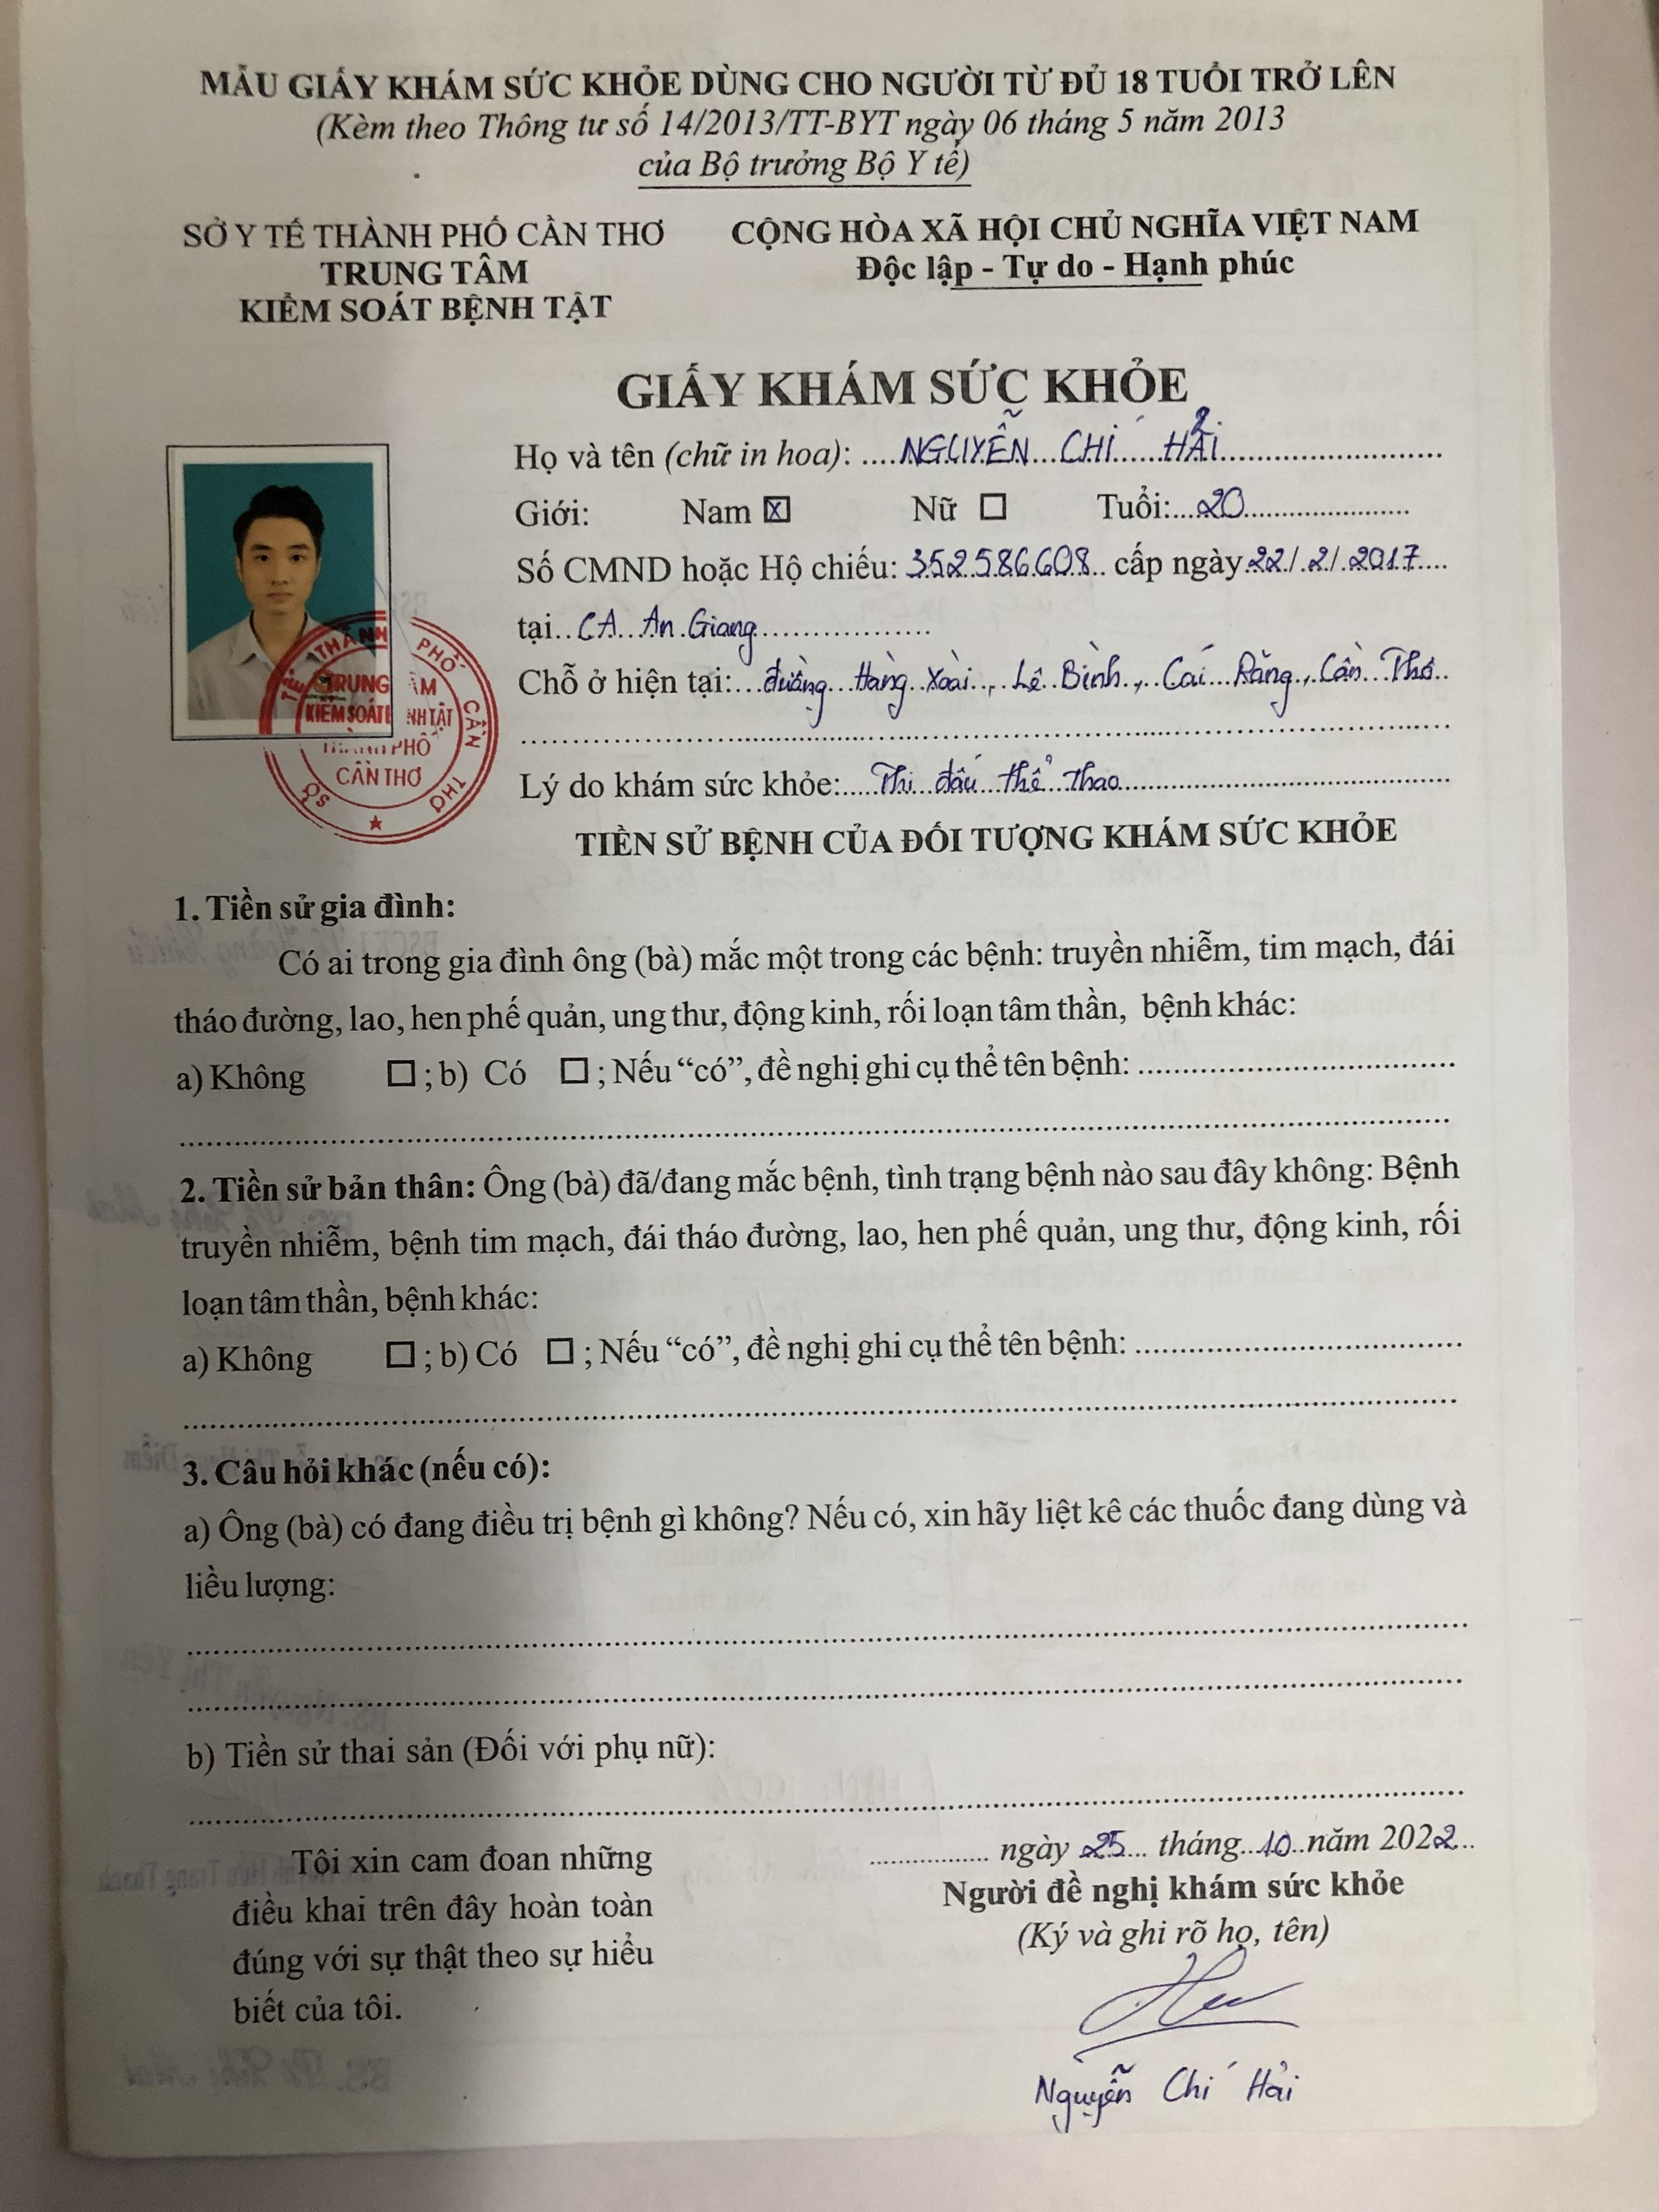 MẪU GIẤY KHÁM SỨC KHỎE DÙNG CHO NGƯỜI TỪ ĐỦ 18 TUỔI TRỞ LÊN
(Kèm theo Thông tư số 14/2013/TT-BYT ngày 06 tháng 5 năm 2013
của Bộ trưởng Bộ Y tế)
SỞ Y TẾ THÀNH PHỐ CẦN THƠ
TRUNG TÂM
KIỂM SOÁT BỆNH TẬT
CỘNG HÒA XÃ HỘI CHỦ NGHĨA VIỆT NAM
Độc lập - Tự do - Hạnh phúc
GIẤY KHÁM SỨC KHỎE
Họ và tên (chữ in hoa): NGUYỄN CHÍ HẢI
Giới: Nam ☒ Nữ ☐ Tuổi: 20
Số CMND hoặc Hộ chiếu: 352586608 cấp ngày 22/2/2017
tại CA An Giang
Chỗ ở hiện tại: đường Hàng Xoài, Lê Bình, Cái Răng, Cần Thơ
Lý do khám sức khỏe: Thi đấu thể thao
SỞ Y TẾ THÀNH PHỐ CẦN THƠ
TRUNG ÂM
KIỂM SOÁT NH TẬT
PHỐ
CẦN THƠ
TIỀN SỬ BỆNH CỦA ĐỐI TƯỢNG KHÁM SỨC KHỎE
1. Tiền sử gia đình:
Có ai trong gia đình ông (bà) mắc một trong các bệnh: truyền nhiễm, tim mạch, đái
tháo đường, lao, hen phế quản, ung thư, động kinh, rối loạn tâm thần, bệnh khác:
a) Không ☐ ; b) Có ☐ ; Nếu “có”, đề nghị ghi cụ thể tên bệnh:
2. Tiền sử bản thân: Ông (bà) đã/đang mắc bệnh, tình trạng bệnh nào sau đây không: Bệnh
truyền nhiễm, bệnh tim mạch, đái tháo đường, lao, hen phế quản, ung thư, động kinh, rối
loạn tâm thần, bệnh khác:
a) Không ☐ ; b) Có ☐ ; Nếu “có”, đề nghị ghi cụ thể tên bệnh:
3. Câu hỏi khác (nếu có):
a) Ông (bà) có đang điều trị bệnh gì không? Nếu có, xin hãy liệt kê các thuốc đang dùng và
liều lượng:
b) Tiền sử thai sản (Đối với phụ nữ):
Tôi xin cam đoan những
điều khai trên đây hoàn toàn
đúng với sự thật theo sự hiểu
biết của tôi.
ngày 25 tháng 10 năm 2022
Người đề nghị khám sức khỏe
(Ký và ghi rõ họ, tên)
Nguyễn Chí Hải